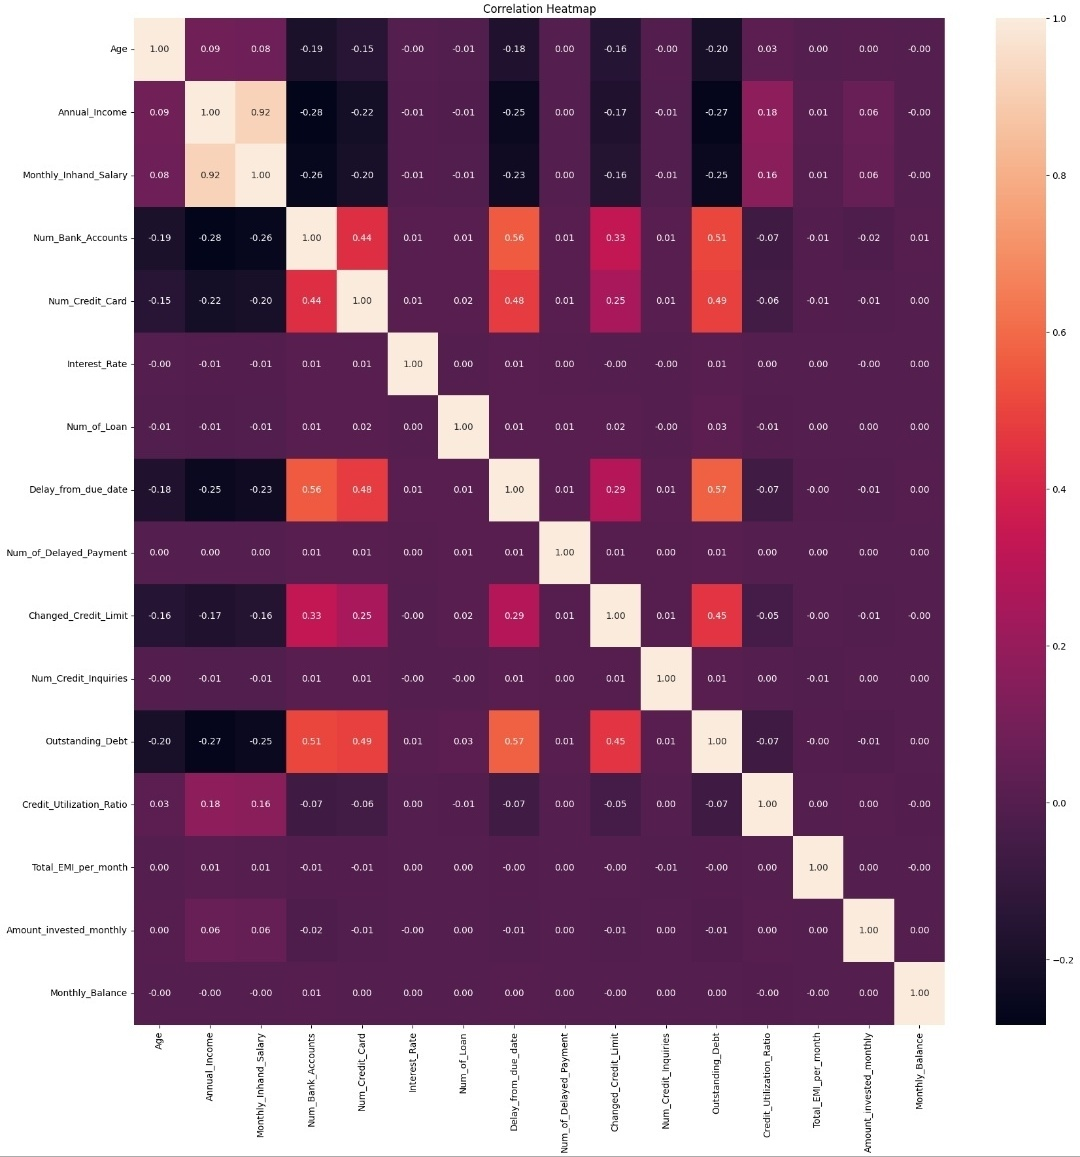 Correlation Heatmap
Age 1.00 0.09 0.08 -0.19 -0.15 -0.00 -0.01 -0.18 0.00 -0.16 -0.00 -0.20 0.03 0.00 0.00 -0.00
Annual_Income 0.09 1.00 0.92 -0.28 -0.22 -0.01 -0.01 -0.25 0.00 -0.17 -0.01 -0.27 0.18 0.01 0.06 -0.00
Monthly_Inhand_Salary 0.08 0.92 1.00 -0.26 -0.20 -0.01 -0.01 -0.23 0.00 -0.16 -0.01 -0.25 0.16 0.01 0.06 -0.00
Num_Bank_Accounts -0.19 -0.28 -0.26 1.00 0.44 0.01 0.01 0.56 0.01 0.33 0.01 0.51 -0.07 -0.01 -0.02 0.01
Num_Credit_Card -0.15 -0.22 -0.20 0.44 1.00 0.01 0.02 0.48 0.01 0.25 0.01 0.49 -0.06 -0.01 -0.01 0.00
Interest_Rate -0.00 -0.01 -0.01 0.01 0.01 1.00 0.00 0.01 0.00 -0.00 -0.00 0.01 0.00 0.00 -0.00 0.00
Num_of_Loan -0.01 -0.01 -0.01 0.01 0.02 0.00 1.00 0.01 0.01 0.02 -0.00 0.03 -0.01 0.00 0.00 0.00
Delay_from_due_date -0.18 -0.25 -0.23 0.56 0.48 0.01 0.01 1.00 0.01 0.29 0.01 0.57 -0.07 -0.00 -0.01 0.00
Num_of_Delayed_Payment 0.00 0.00 0.00 0.01 0.01 0.00 0.01 0.01 1.00 0.01 0.00 0.01 0.00 -0.00 0.00 0.00
Changed_Credit_Limit -0.16 -0.17 -0.16 0.33 0.25 -0.00 0.02 0.29 0.01 1.00 0.01 0.45 -0.05 -0.00 -0.01 -0.00
Num_Credit_Inquiries -0.00 -0.01 -0.01 0.01 0.01 -0.00 -0.00 0.01 0.00 0.01 1.00 0.01 0.00 -0.01 0.00 0.00
Outstanding_Debt -0.20 -0.27 -0.25 0.51 0.49 0.01 0.03 0.57 0.01 0.45 0.01 1.00 -0.07 -0.00 -0.01 0.00
Credit_Utilization_Ratio 0.03 0.18 0.16 -0.07 -0.06 0.00 -0.01 -0.07 0.00 -0.05 0.00 -0.07 1.00 0.00 0.00 -0.00
Total_EMI_per_month 0.00 0.01 0.01 -0.01 -0.01 0.00 0.00 -0.00 -0.00 -0.00 -0.01 -0.00 0.00 1.00 0.00 -0.00
Amount_invested_monthly 0.00 0.06 0.06 -0.02 -0.01 -0.00 0.00 -0.01 0.00 -0.01 0.00 -0.01 0.00 0.00 1.00 0.00
Monthly_Balance -0.00 -0.00 -0.00 0.01 0.00 0.00 0.00 0.00 0.00 -0.00 0.00 0.00 -0.00 -0.00 0.00 1.00
Age
Annual_Income
Monthly_Inhand_Salary
Num_Bank_Accounts
Num_Credit_Card
Interest_Rate
Num_of_Loan
Delay_from_due_date
Num_of_Delayed_Payment
Changed_Credit_Limit
Num_Credit_Inquiries
Outstanding_Debt
Credit_Utilization_Ratio
Total_EMI_per_month
Amount_invested_monthly
Monthly_Balance
1.0
0.8
0.6
0.4
0.2
0.0
−0.2